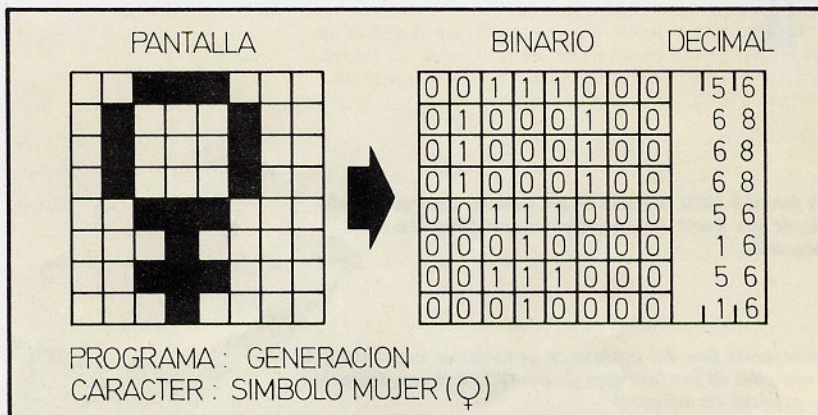 PANTALLA BINARIO DECIMAL
0 0 1 1 1 0 0 0 56
0 1 0 0 0 1 0 0 68
0 1 0 0 0 1 0 0 68
0 1 0 0 0 1 0 0 68
0 0 1 1 1 0 0 0 56
0 0 0 1 0 0 0 0 16
0 0 1 1 1 0 0 0 56
0 0 0 1 0 0 0 0 16
PROGRAMA : GENERACION
CARACTER : SIMBOLO MUJER (♀)